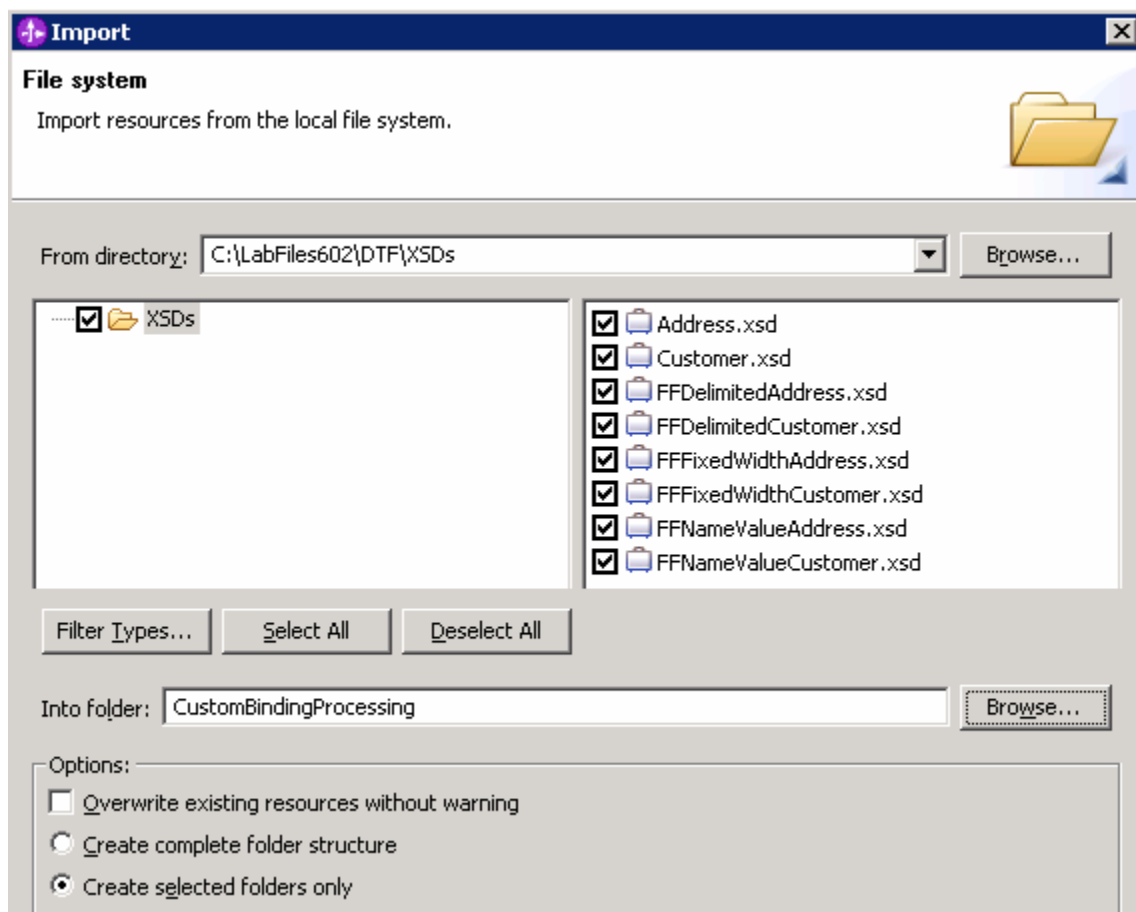 Import
File system
Import resources from the local file system.
From directory: C:\LabFiles602\DTF\XSDs Browse...
XSDs
Address.xsd
Customer.xsd
FFDelimitedAddress.xsd
FFDelimitedCustomer.xsd
FFFixedWidthAddress.xsd
FFFixedWidthCustomer.xsd
FFNameValueAddress.xsd
FFNameValueCustomer.xsd
Filter Types... Select All Deselect All
Into folder: CustomBindingProcessing Browse...
Options:
Overwrite existing resources without warning
Create complete folder structure
Create selected folders only